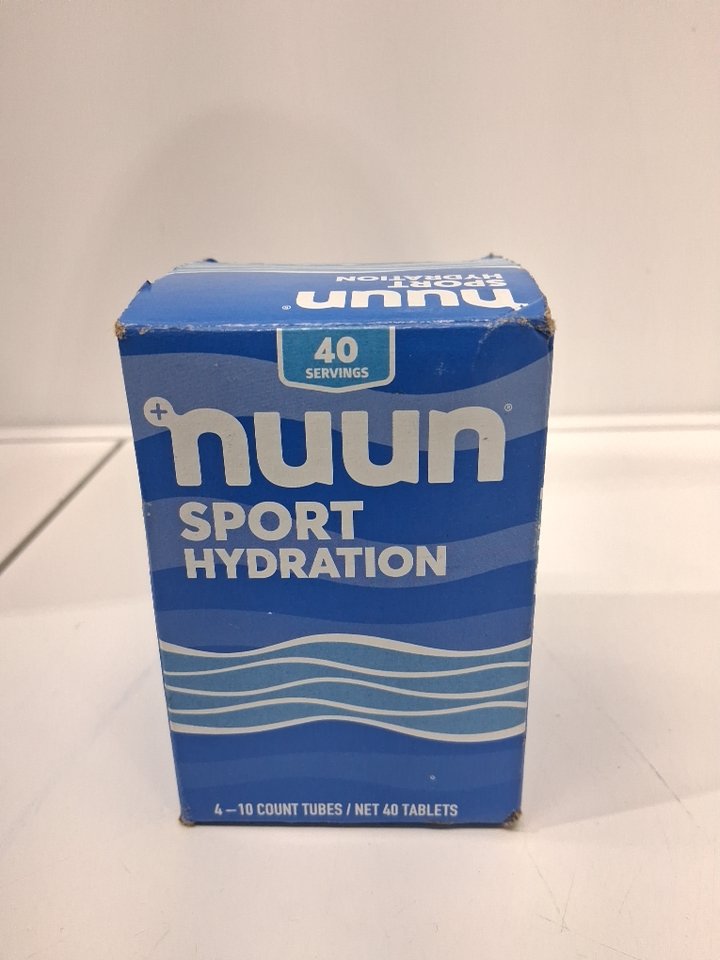 nuun®
SPORT
HYDRATION
40
SERVINGS
+nuun®
SPORT
HYDRATION
4–10 COUNT TUBES / NET 40 TABLETS